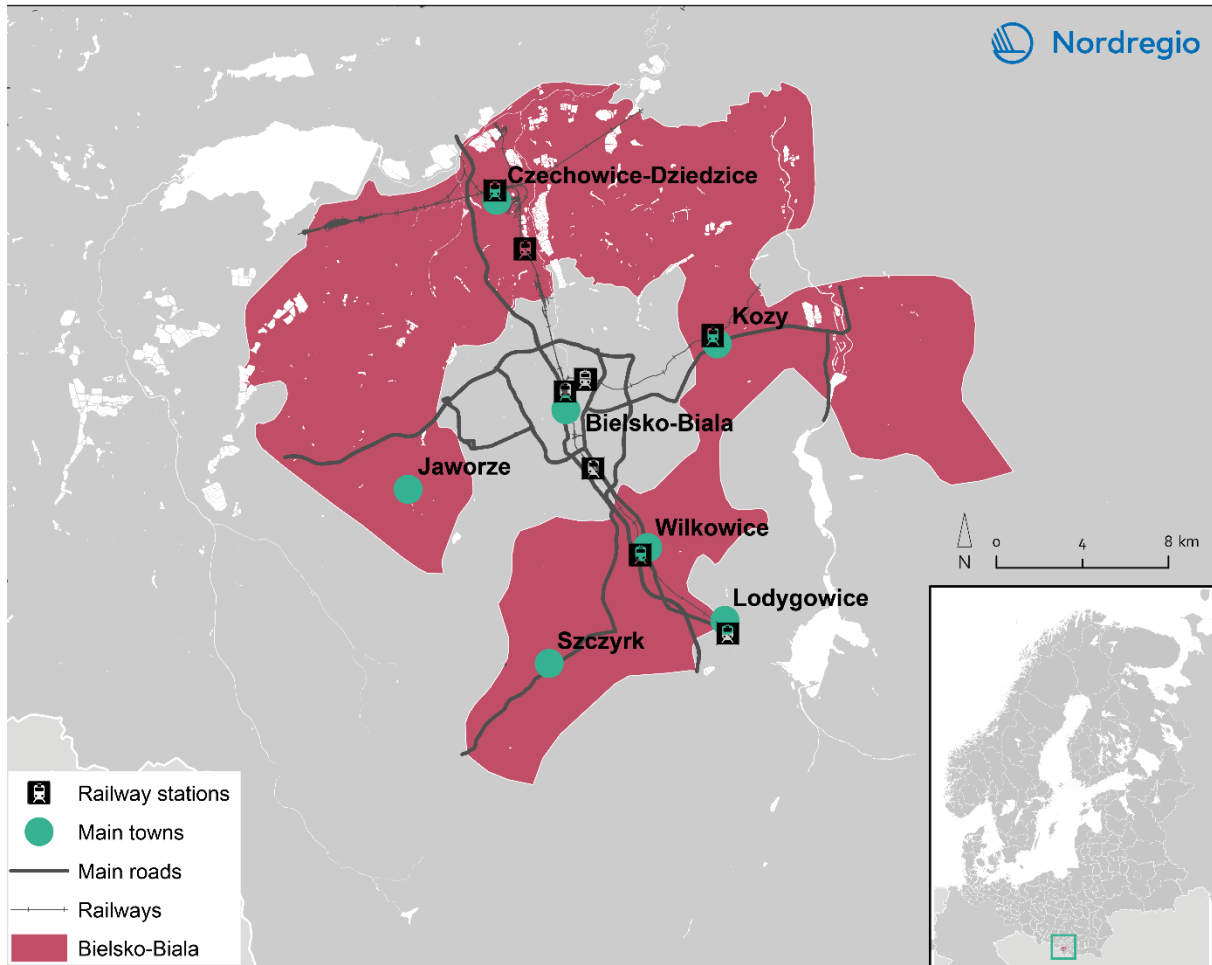 Nordregio
Czechowice-Dziedzice
Kozy
Bielsko-Biala
Jaworze
Wilkowice
Lodygowice
Szczyrk
N
0 4 8 km
Railway stations
Main towns
Main roads
Railways
Bielsko-Biala